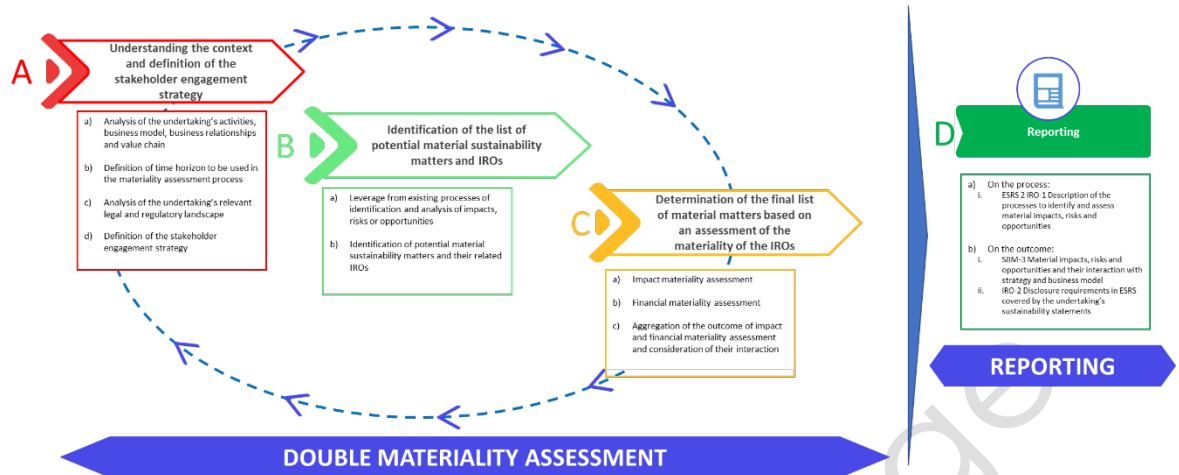 A
Understanding the context
and definition of the
stakeholder engagement
strategy
a) Analysis of the undertaking's activities,
business model, business relationships
and value chain
b) Definition of time horizon to be used in
the materiality assessment process
c) Analysis of the undertaking's relevant
legal and regulatory landscape
d) Definition of the stakeholder
engagement strategy
B
Identification of the list of
potential material sustainability
matters and IROs
a) Leverage from existing processes of
identification and analysis of impacts,
risks or opportunities
b) Identification of potential material
sustainability matters and their related
IROs
C
Determination of the final list
of material matters based on
an assessment of the
materiality of the IROs
a) Impact materiality assessment
b) Financial materiality assessment
c) Aggregation of the outcome of impact
and financial materiality assessment
and consideration of their interaction
DOUBLE MATERIALITY ASSESSMENT
D
Reporting
a) On the process:
i. ESRS 2 IRO-1 Description of the
processes to identify and assess
material impacts, risks and
opportunities
b) On the outcome:
i. SBM-3 Material impacts, risks and
opportunities and their interaction with
strategy and business model
ii. IRO-2 Disclosure requirements in ESRS
covered by the undertaking's
sustainability statements
REPORTING